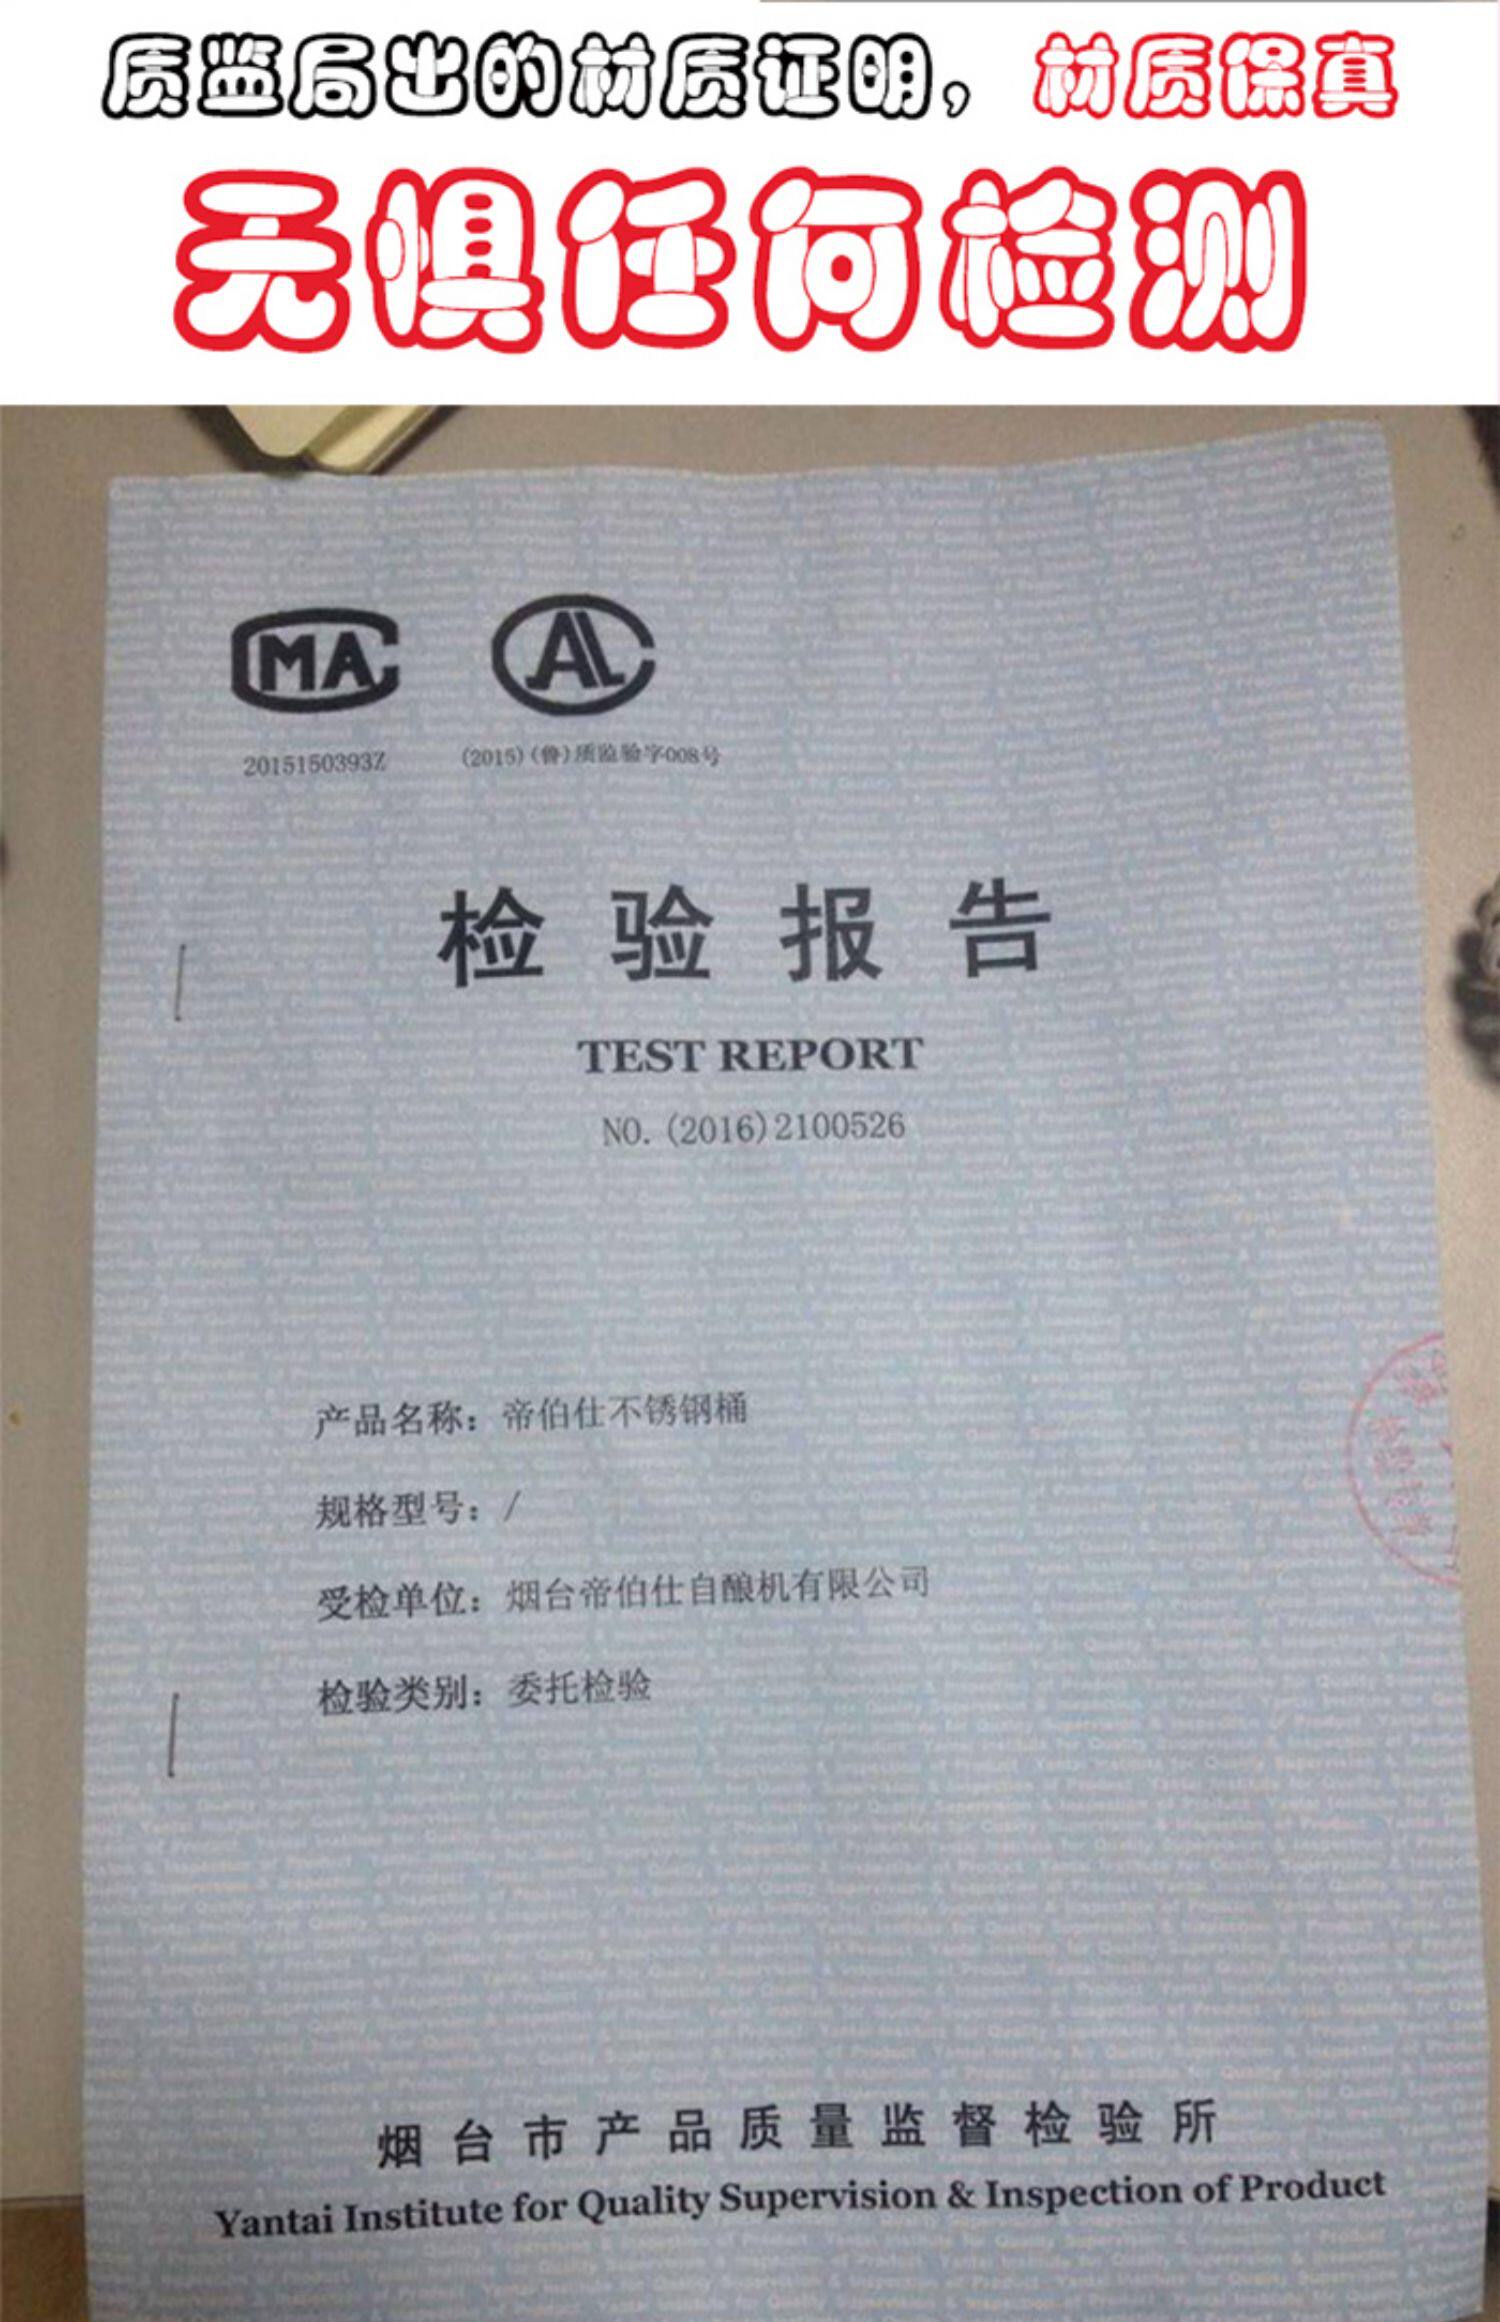 质监局出的材质证明，材质保真
无惧任何检测
CMA
CAL
2015150393Z
(2015)(鲁)质监验字008号
检验报告
TEST REPORT
NO. (2016)2100526
产品名称：帝伯仕不锈钢桶
规格型号：/
受检单位：烟台帝伯仕自酿机有限公司
检验类别：委托检验
烟台市产品质量监督检验所
Yantai Institute for Quality Supervision & Inspection of Product